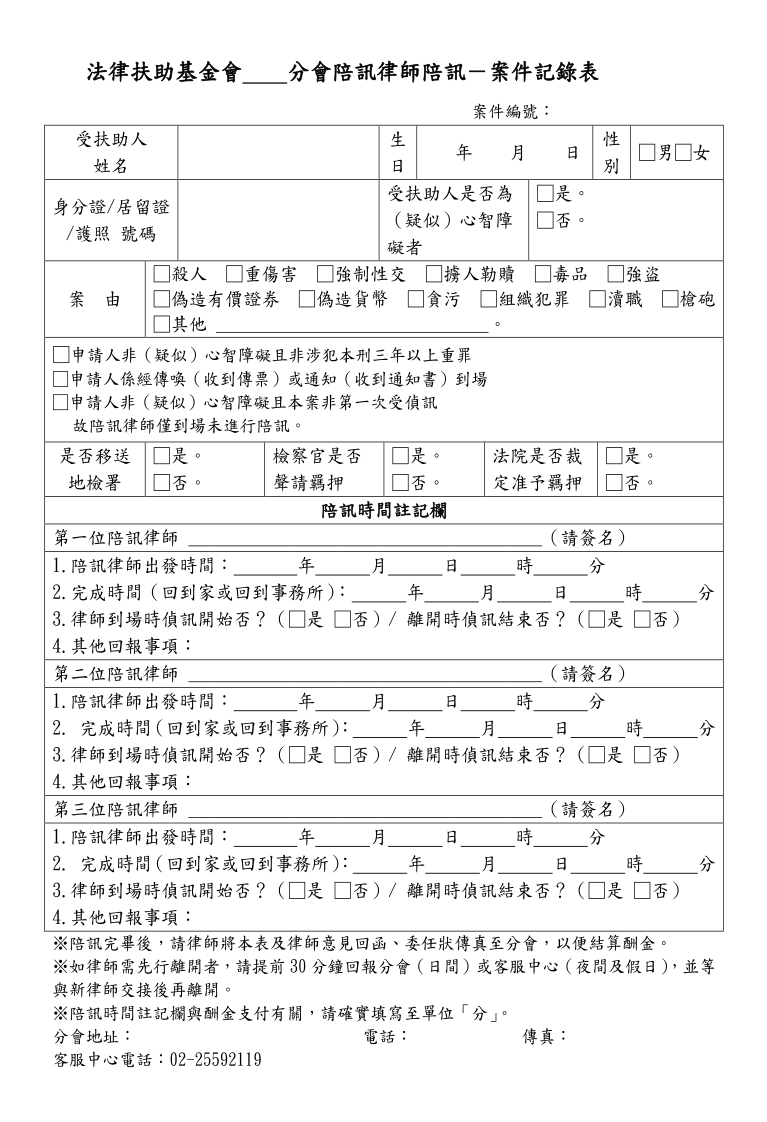 法律扶助基金會____分會陪訊律師陪訊－案件記錄表
案件編號：
受扶助人
姓名
生
日
年 月 日
性
別
□男□女
身分證/居留證
/護照 號碼
受扶助人是否為
（疑似）心智障
礙者
□是。
□否。
案 由
□殺人 □重傷害 □強制性交 □擄人勒贖 □毒品 □強盜
□偽造有價證券 □偽造貨幣 □貪污 □組織犯罪 □瀆職 □槍砲
□其他 ______________________________。
□申請人非（疑似）心智障礙且非涉犯本刑三年以上重罪
□申請人係經傳喚（收到傳票）或通知（收到通知書）到場
□申請人非（疑似）心智障礙且本案非第一次受偵訊
故陪訊律師僅到場未進行陪訊。
是否移送
地檢署
□是。
□否。
檢察官是否
聲請羈押
□是。
□否。
法院是否裁
定准予羈押
□是。
□否。
陪訊時間註記欄
第一位陪訊律師 _______________________________________（請簽名）
1.陪訊律師出發時間：_______年______月______日______時______分
2.完成時間（回到家或回到事務所）：______年______月______日______時______分
3.律師到場時偵訊開始否？（□是 □否）/ 離開時偵訊結束否？（□是 □否）
4.其他回報事項：
第二位陪訊律師 _______________________________________（請簽名）
1.陪訊律師出發時間：_______年______月______日______時______分
2. 完成時間（回到家或回到事務所）：______年______月______日______時______分
3.律師到場時偵訊開始否？（□是 □否）/ 離開時偵訊結束否？（□是 □否）
4.其他回報事項：
第三位陪訊律師 _______________________________________（請簽名）
1.陪訊律師出發時間：_______年______月______日______時______分
2. 完成時間（回到家或回到事務所）：______年______月______日______時______分
3.律師到場時偵訊開始否？（□是 □否）/ 離開時偵訊結束否？（□是 □否）
4.其他回報事項：
※陪訊完畢後，請律師將本表及律師意見回函、委任狀傳真至分會，以便結算酬金。
※如律師需先行離開者，請提前 30 分鐘回報分會（日間）或客服中心（夜間及假日），並等
與新律師交接後再離開。
※陪訊時間註記欄與酬金支付有關，請確實填寫至單位「分」。
分會地址： 電話： 傳真：
客服中心電話：02-25592119